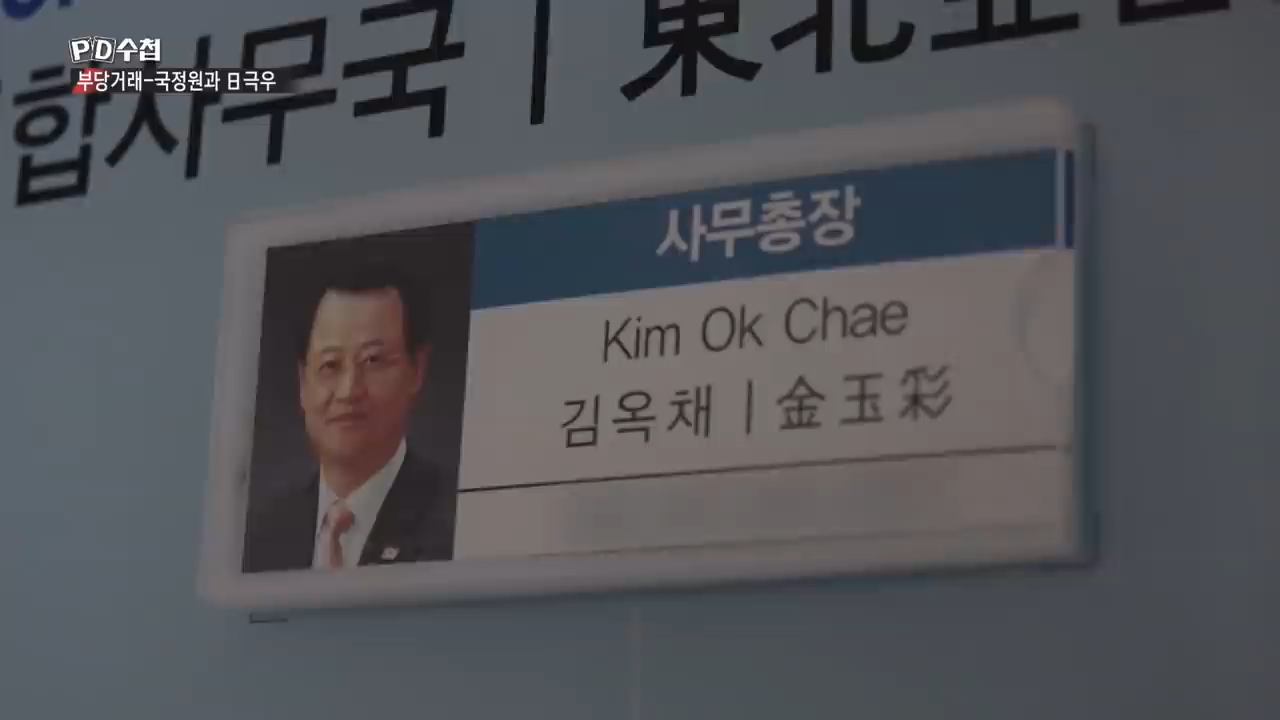 PD수첩
부당거래-국정원과 日극우
합사무국 | 東北亞
사무총장
Kim Ok Chae
김옥채 | 金玉彩